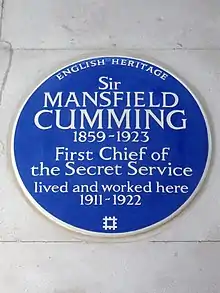 ENGLISH HERITAGE
Sir
MANSFIELD
CUMMING
1859-1923
First Chief of
the Secret Service
lived and worked here
1911-1922